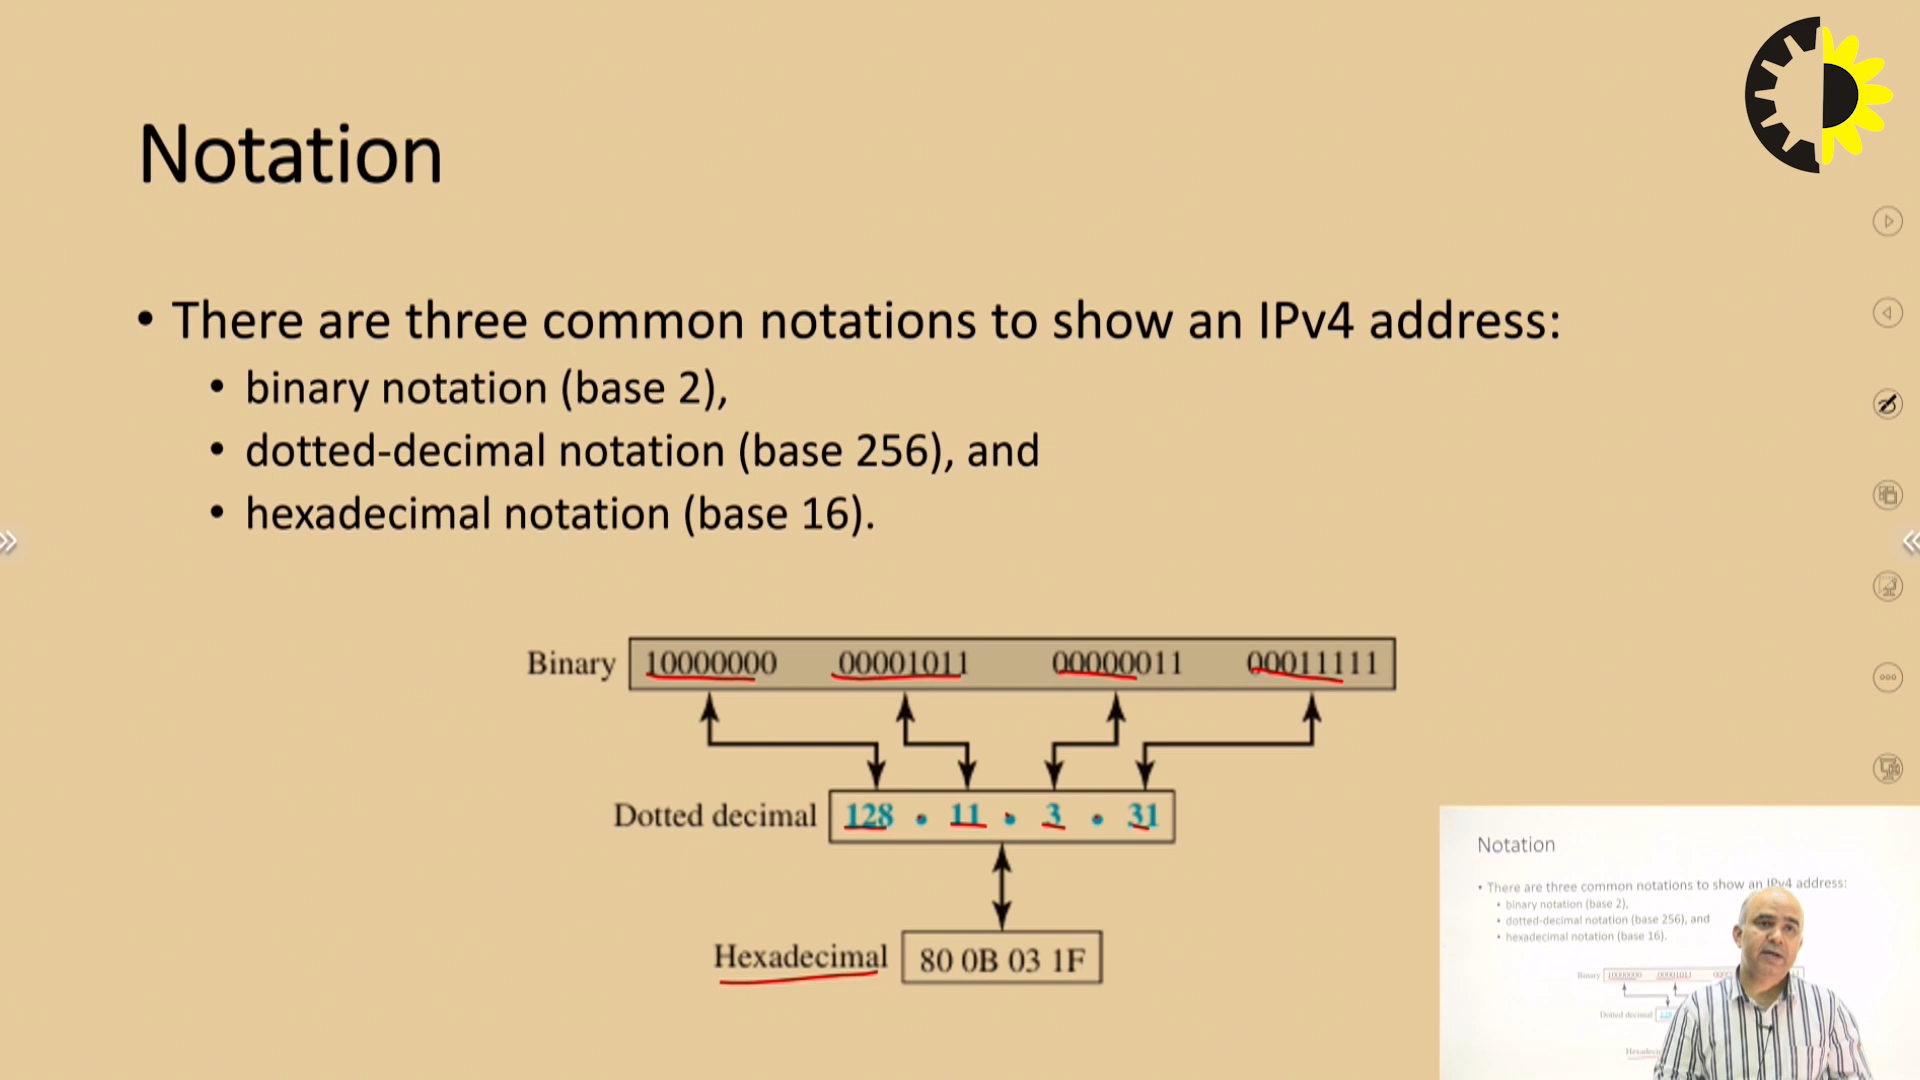 Notation
• There are three common notations to show an IPv4 address:
• binary notation (base 2),
• dotted-decimal notation (base 256), and
• hexadecimal notation (base 16).
Binary 10000000 00001011 00000011 00011111
Dotted decimal 128 • 11 • 3 • 31
Hexadecimal 80 0B 03 1F
Notation
• There are three common notations to show an IPv4 address:
• binary notation (base 2),
• dotted-decimal notation (base 256), and
• hexadecimal notation (base 16).
Binary 10000000 00001011
Dotted decimal